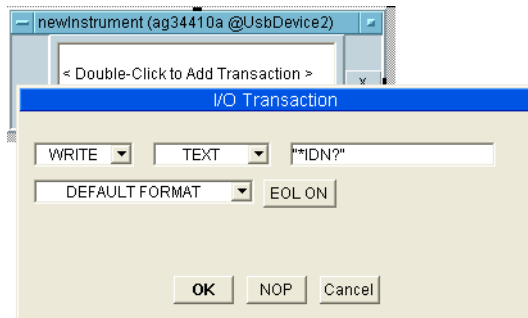 newInstrument (ag34410a @UsbDevice2)
< Double-Click to Add Transaction >
I/O Transaction
WRITE TEXT "*IDN?"
DEFAULT FORMAT EOL ON
OK NOP Cancel